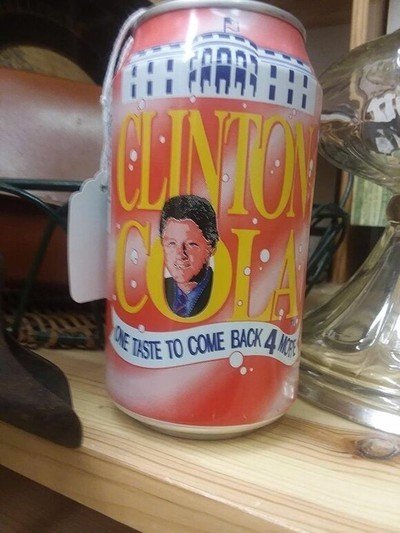 CLINTON
COLA
ONE TASTE TO COME BACK 4 MORE